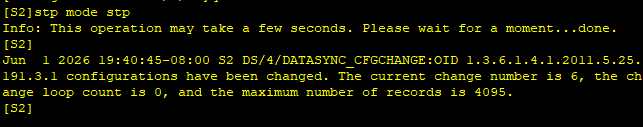 [S2]stp mode stp
Info: This operation may take a few seconds. Please wait for a moment...done.
[S2]
Jun  1 2026 19:40:45-08:00 S2 DS/4/DATASYNC_CFGCHANGE:OID 1.3.6.1.4.1.2011.5.25.
191.3.1 configurations have been changed. The current change number is 6, the ch
ange loop count is 0, and the maximum number of records is 4095.
[S2]